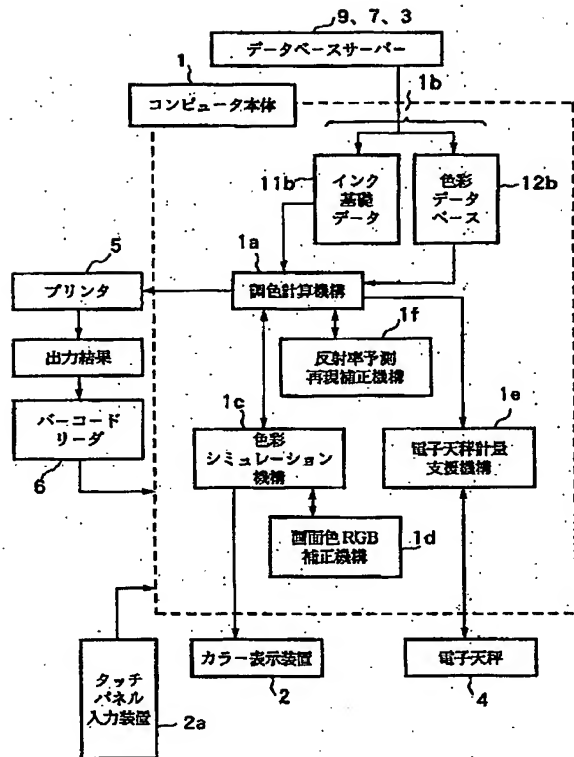 9、7、3
データベースサーバー
1
コンピュータ本体
1b
11b
インク
基礎
データ
色彩
データ
ベース
12b
5
プリンタ
1a
調色計算機構
1f
出力結果
反射率予測
再現補正機構
バーコード
リーダ
6
1c
色彩
シミュレーション
機構
1e
電子天秤計量
支援機構
画面色RGB
補正機構
1d
タッチ
パネル
入力装置
2a
カラー表示装置
2
電子天秤
4